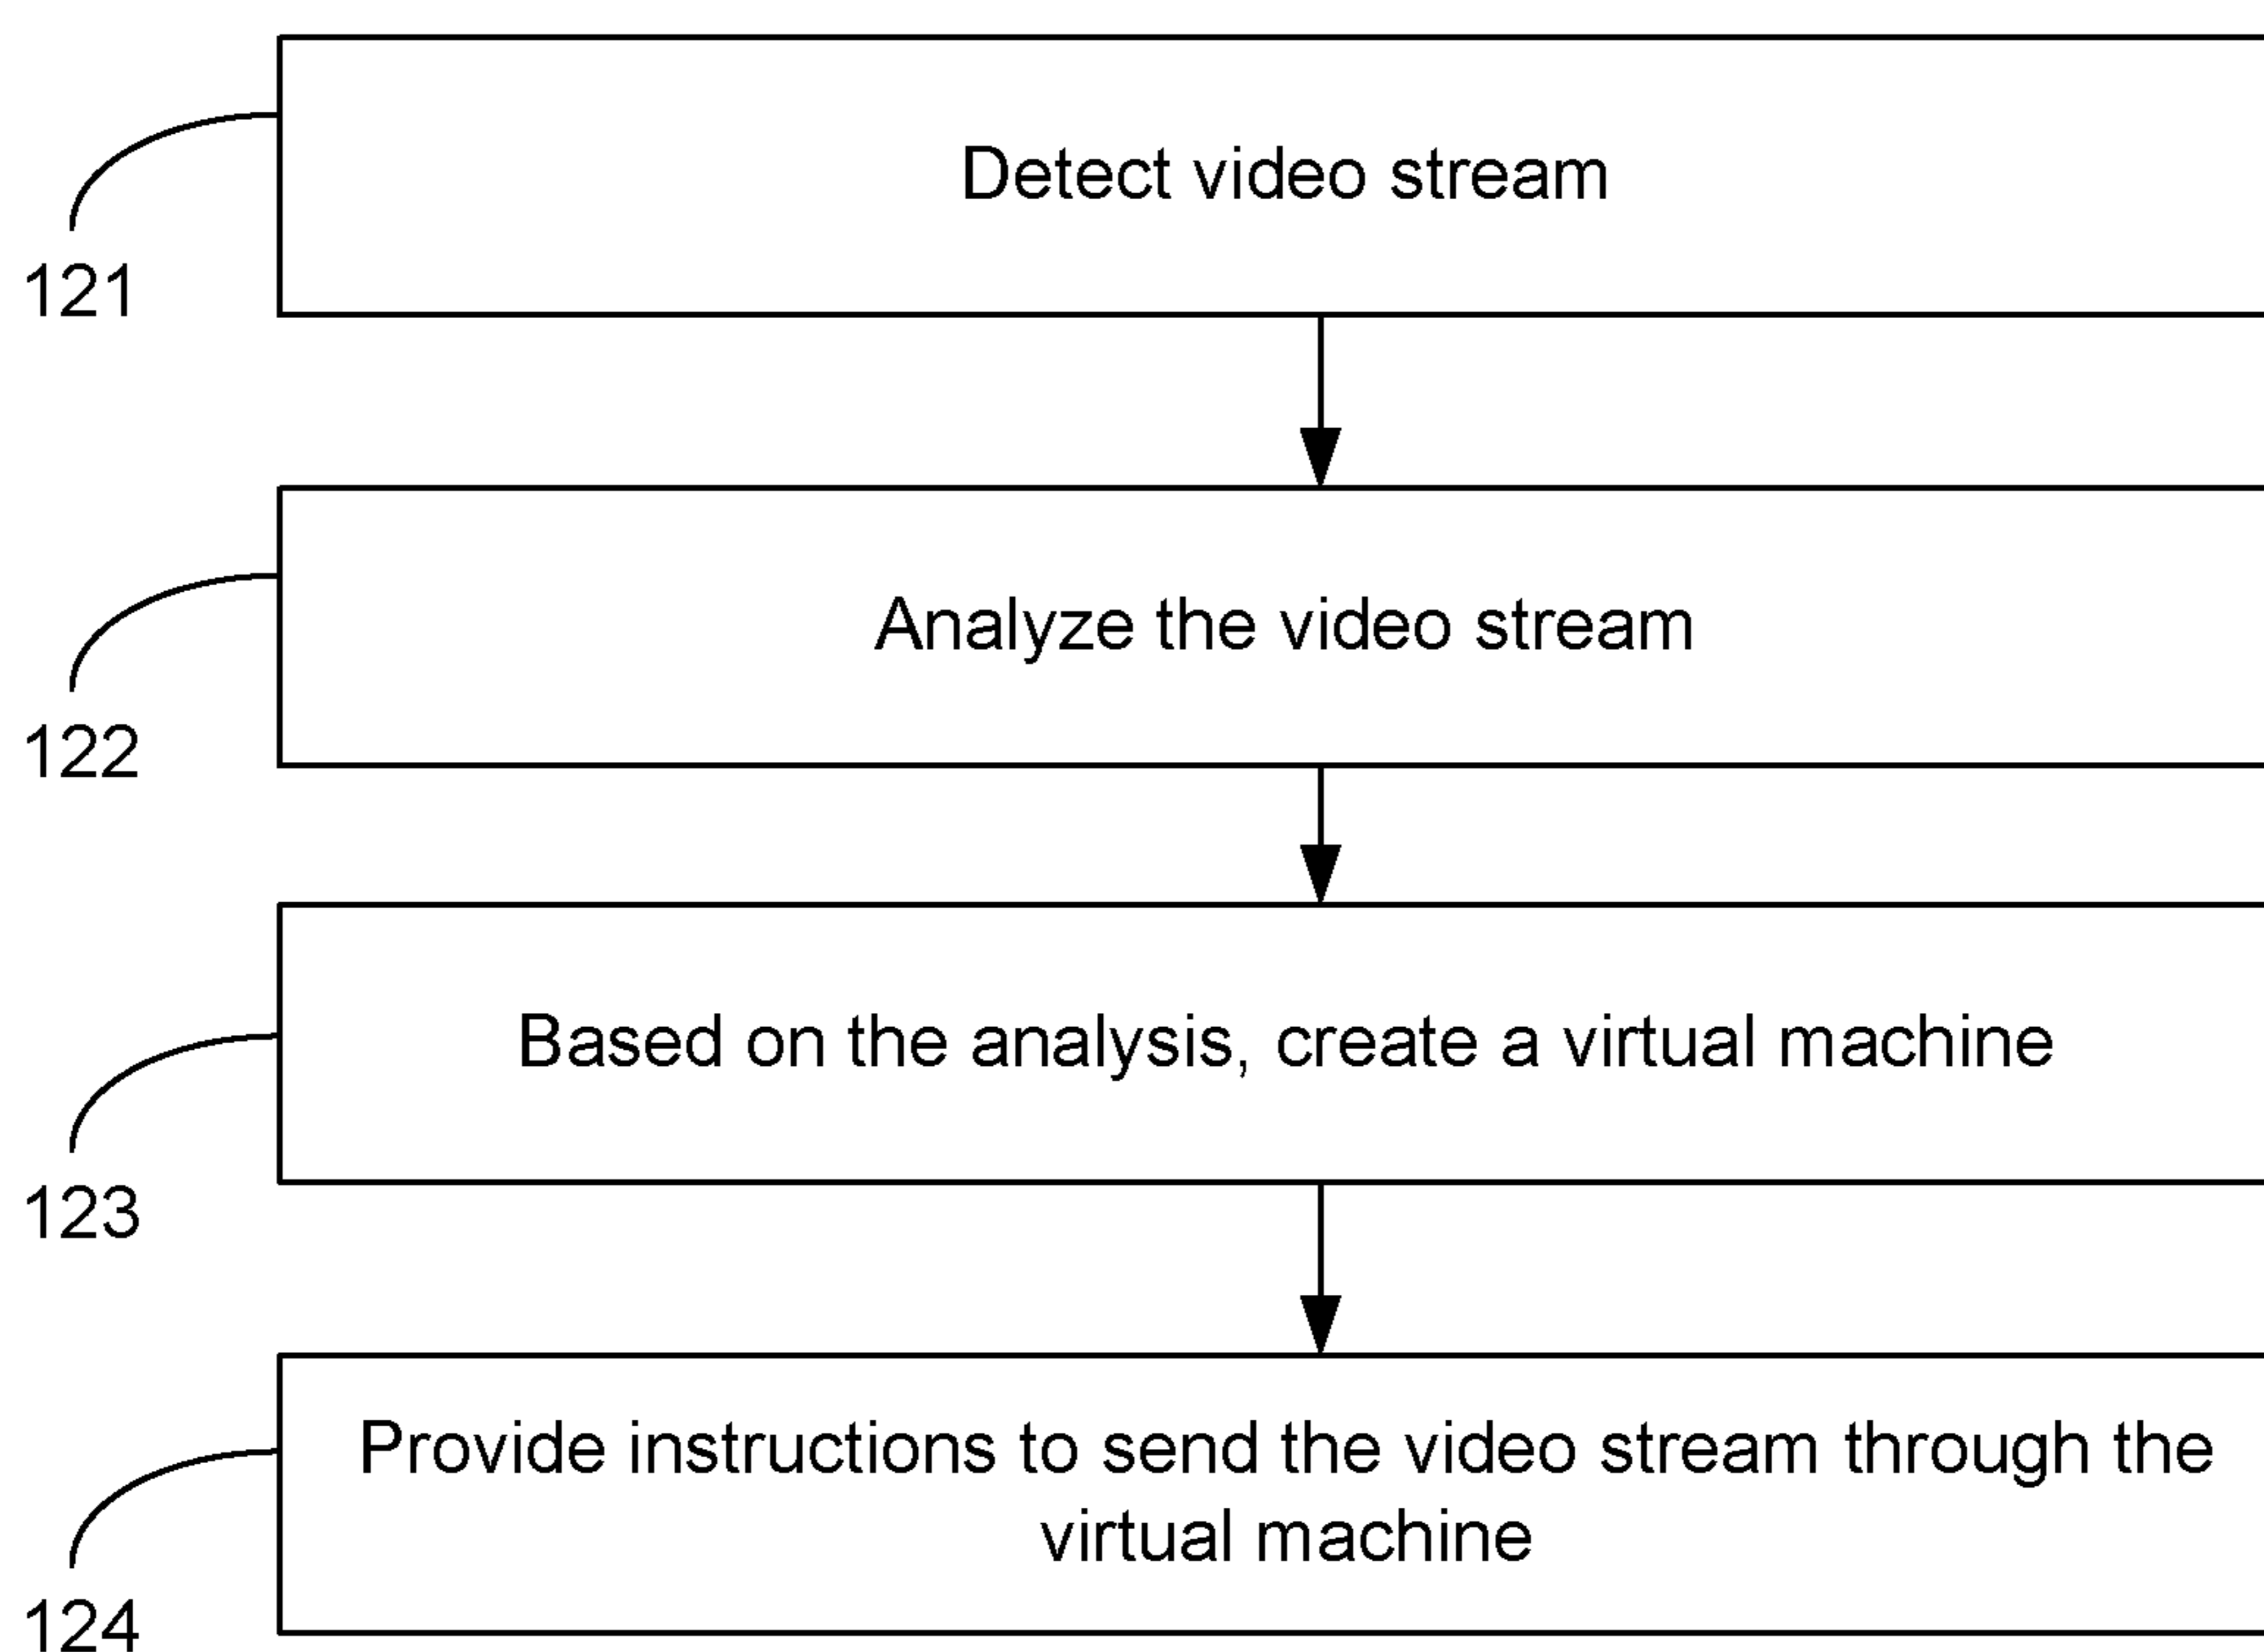 Detect video stream
121
Analyze the video stream
122
Based on the analysis, create a virtual machine
123
Provide instructions to send the video stream through the
virtual machine
124